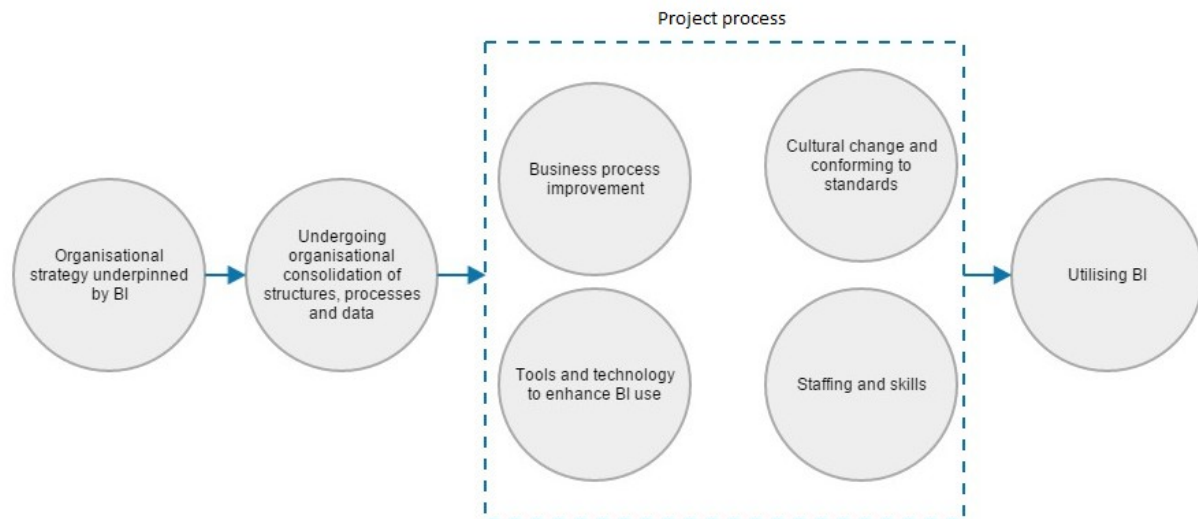 Project process
Organisational
strategy underpinned
by BI
Undergoing
organisational
consolidation of
structures, processes
and data
Business process
improvement
Cultural change and
conforming to
standards
Tools and technology
to enhance BI use
Staffing and skills
Utilising BI